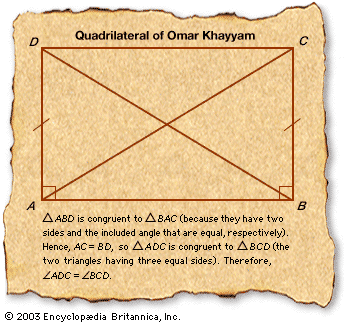 Quadrilateral of Omar Khayyam
D
C
A
B
△ABD is congruent to △BAC (because they have two
sides and the included angle that are equal, respectively).
Hence, AC = BD, so △ADC is congruent to △BCD (the
two triangles having three equal sides). Therefore,
∠ADC = ∠BCD.
© 2003 Encyclopædia Britannica, Inc.